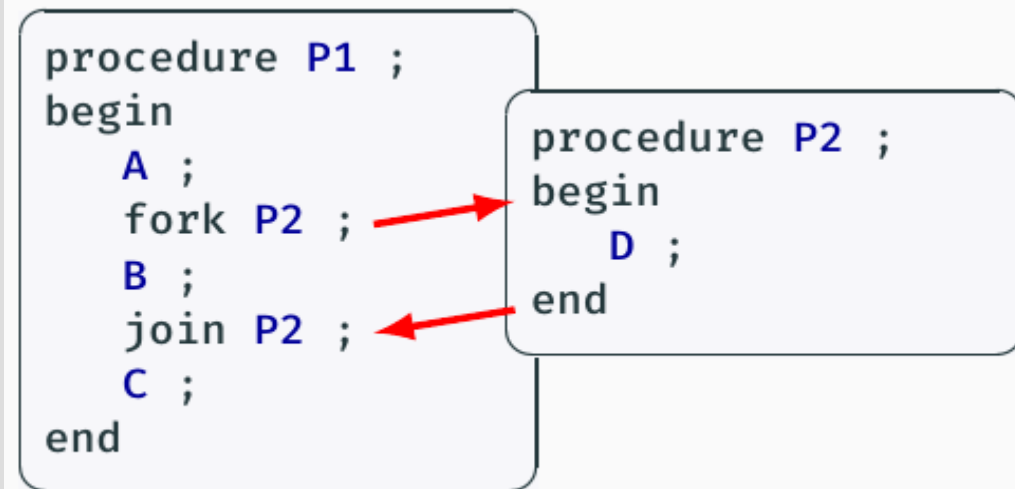 procedure P1 ;
begin
A ;
fork P2 ;
B ;
join P2 ;
C ;
end
procedure P2 ;
begin
D ;
end